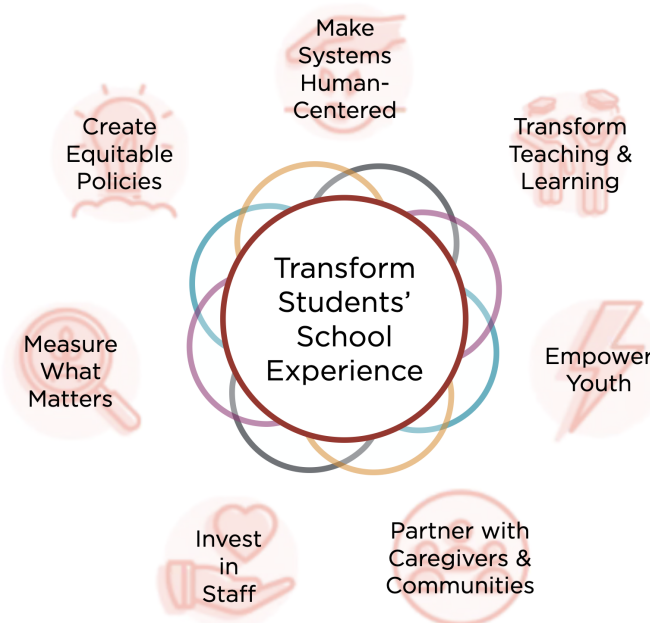 Make
Systems
Human-
Centered
Create
Equitable
Policies
Transform
Teaching &
Learning
Transform
Students’
School
Experience
Measure
What
Matters
Empower
Youth
Invest
in
Staff
Partner with
Caregivers &
Communities